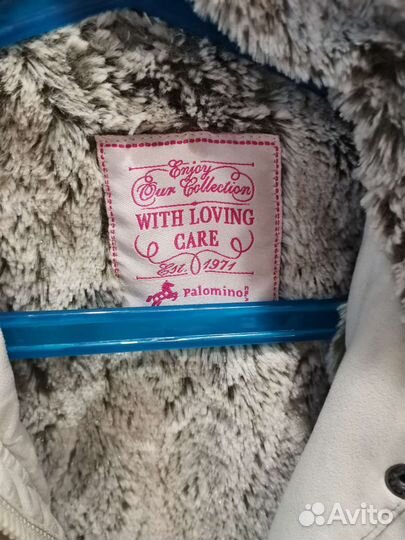 Enjoy
Our Collection
WITH LOVING
CARE
Est. 1971
Palomino
Avito